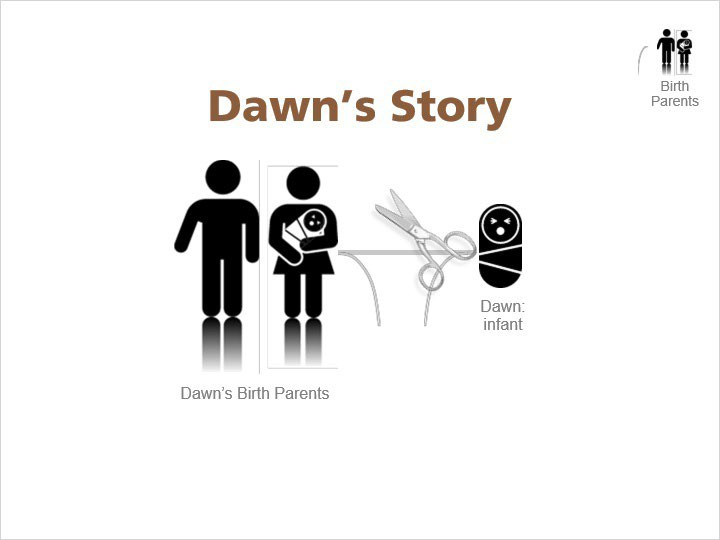 Birth
Parents
Dawn’s Story
Dawn:
infant
Dawn’s Birth Parents